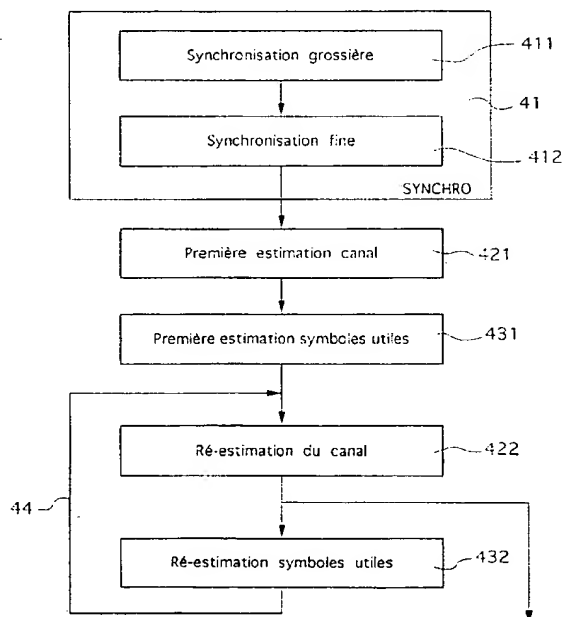 Synchronisation grossière
411
41
Synchronisation fine
412
SYNCHRO
Première estimation canal
421
Première estimation symboles utiles
431
Ré-estimation du canal
422
44
Ré-estimation symboles utiles
432